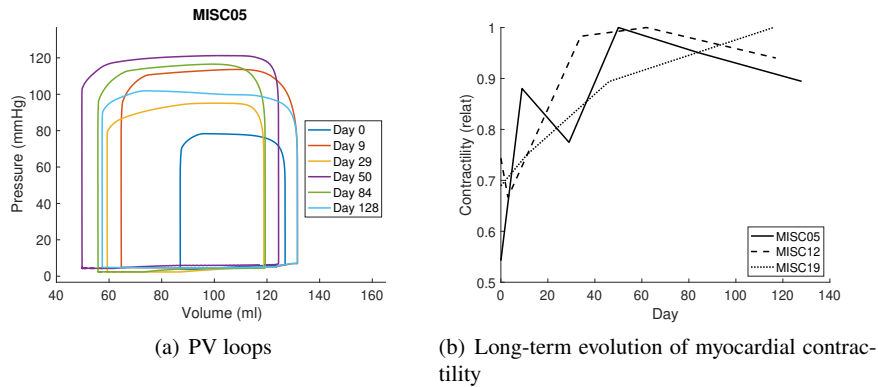 MISC05
Pressure (mmHg)
120
100
80
60
40
20
0
40
60
80
100
120
140
160
Volume (ml)
Day 0
Day 9
Day 29
Day 50
Day 84
Day 128
(a) PV loops
Contractility (relat)
1
0.9
0.8
0.7
0.6
0.5
0
20
40
60
80
100
120
140
Day
MISC05
MISC12
MISC19
(b) Long-term evolution of myocardial contrac-
tility